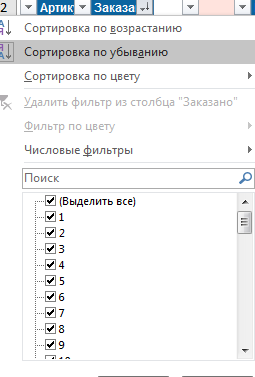 2 Артик Заказа
Сортировка по возрастанию
Сортировка по убыванию
Сортировка по цвету
Удалить фильтр из столбца "Заказано"
Фильтр по цвету
Числовые фильтры
Поиск
(Выделить все)
1
2
3
4
5
6
7
8
9